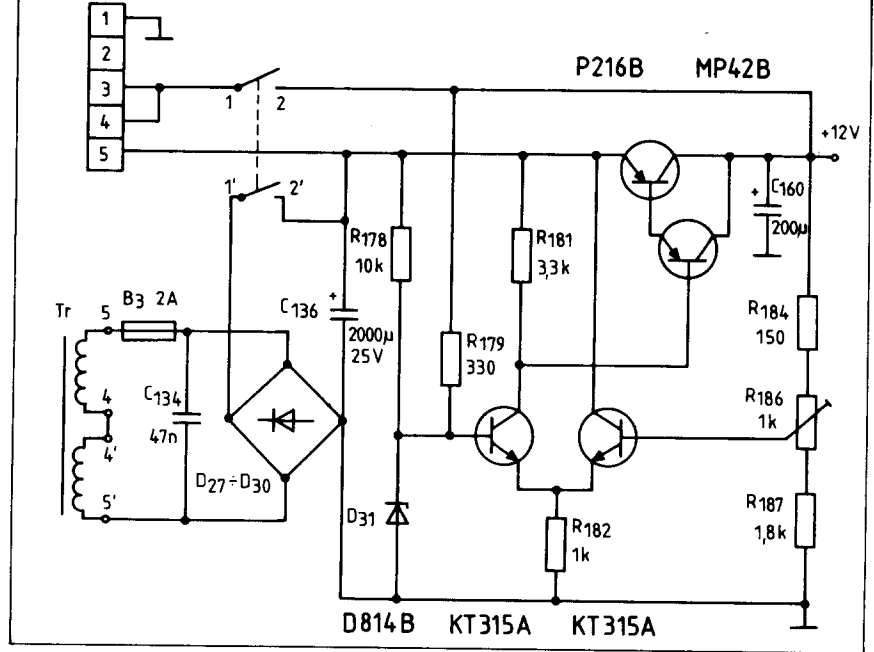 1
2
3
4
5
1 2
1' 2'
P216B MP42B
+12V
+ C160
200µ
R178
10k
R181
3,3k
C136 +
2000µ
25V
R179
330
R184
150
R186
1k
R187
1,8k
R182
1k
Tr
5
B3 2A
4
4'
5'
C134
47n
D27÷D30
D31
D814B KT315A KT315A